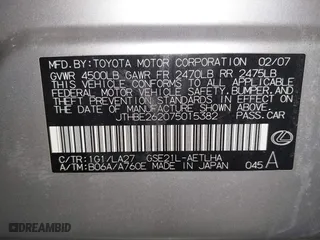 MFD.BY: TOYOTA MOTOR CORPORATION 02/07
GVWR 4500LB GAWR FR 2470LB RR 2475LB
THIS VEHICLE CONFORMS TO ALL APPLICABLE
FEDERAL MOTOR VEHICLE SAFETY, BUMPER, AND
THEFT PREVENTION STANDARDS IN EFFECT ON
THE DATE OF MANUFACTURE SHOWN ABOVE.
JTHBE262075015382 PASS.CAR
C/TR: 1G1/LA27 GSE21L-AETLHA
A/TM: B06A/A760E MADE IN JAPAN 045 A
DREAMBID